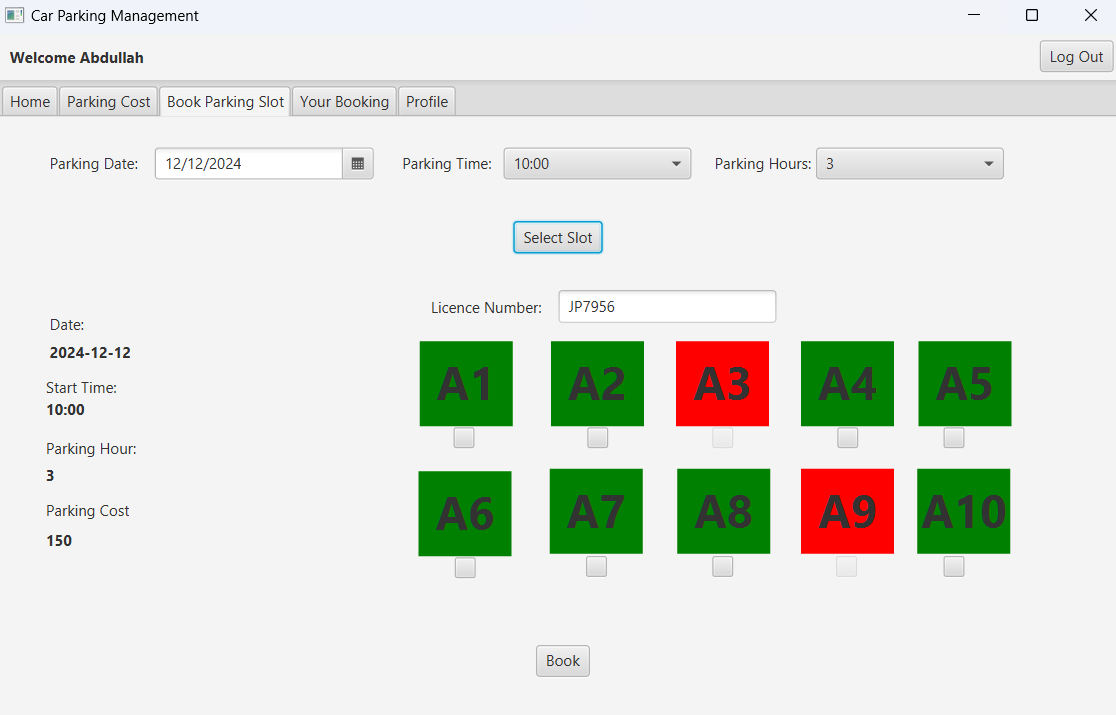 Car Parking Management
Welcome Abdullah
Log Out
Home Parking Cost Book Parking Slot Your Booking Profile
Parking Date: 12/12/2024 Parking Time: 10:00 Parking Hours: 3
Select Slot
Licence Number: JP7956
Date:
2024-12-12
Start Time:
10:00
Parking Hour:
3
Parking Cost
150
A1 A2 A3 A4 A5
A6 A7 A8 A9 A10
Book